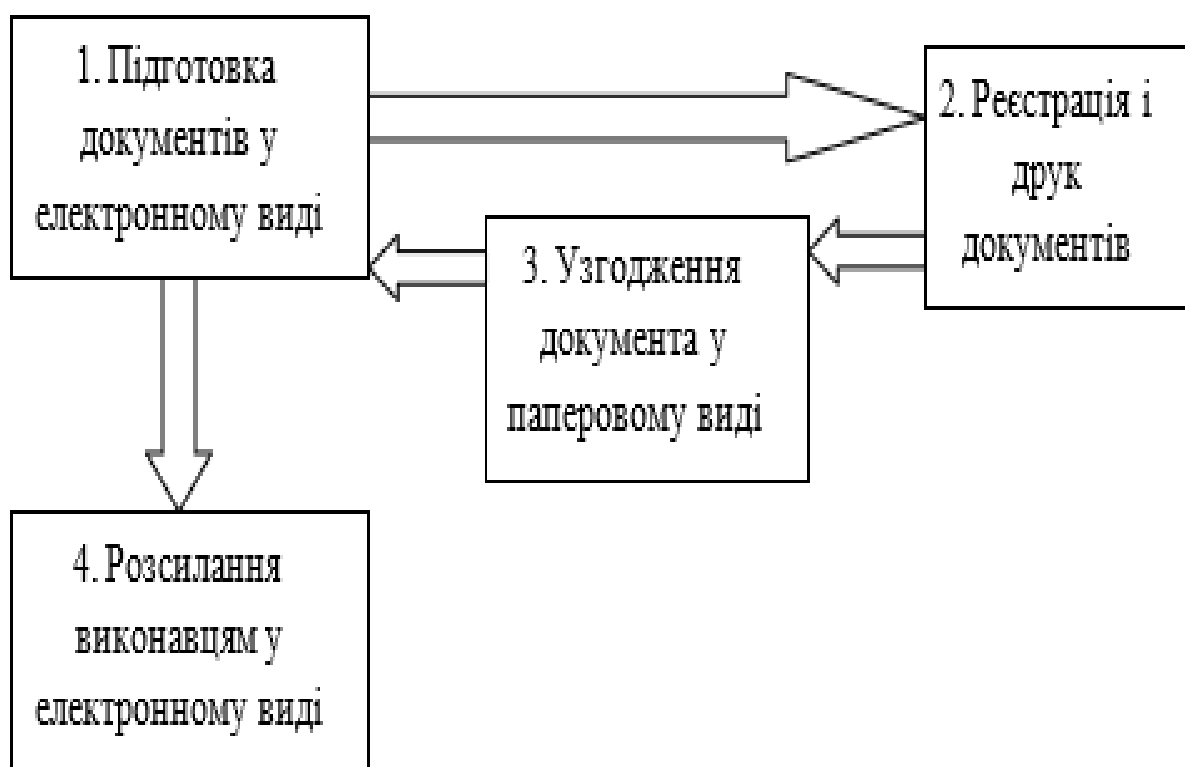 1. Підготовка
документів у
електронному виді
2. Реєстрація і
друк
документів
3. Узгодження
документа у
паперовому виді
4. Розсилання
виконавцям у
електронному виді